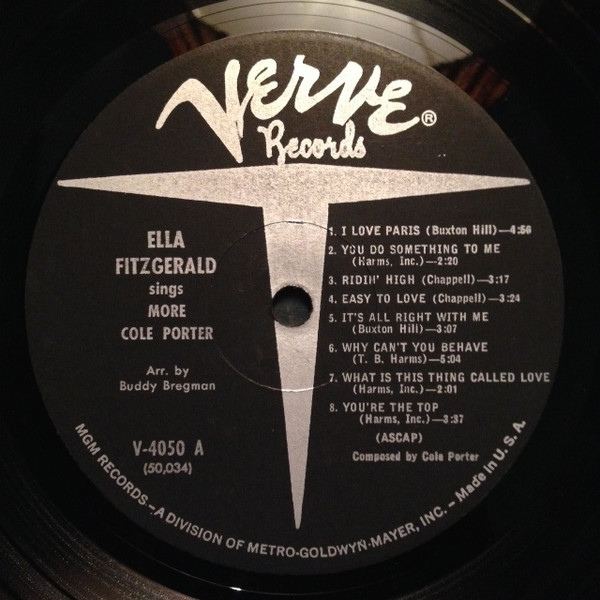 VERVE®
Records
ELLA
FITZGERALD
sings
MORE
COLE PORTER
Arr. by
Buddy Bregman
V-4050 A
(50,034)
1. I LOVE PARIS (Buxton Hill)—4:56
2. YOU DO SOMETHING TO ME
(Harms, Inc.)—2:20
3. RIDIN' HIGH (Chappell)—3:17
4. EASY TO LOVE (Chappell)—3:24
5. IT'S ALL RIGHT WITH ME
(Buxton Hill)—3:07
6. WHY CAN'T YOU BEHAVE
(T. B. Harms)—5:04
7. WHAT IS THIS THING CALLED LOVE
(Harms, Inc.)—2:01
8. YOU'RE THE TOP
(Harms, Inc.)—3:37
(ASCAP)
Composed by Cole Porter
MGM RECORDS—A DIVISION OF METRO-GOLDWYN-MAYER, INC. – Made in U. S. A.